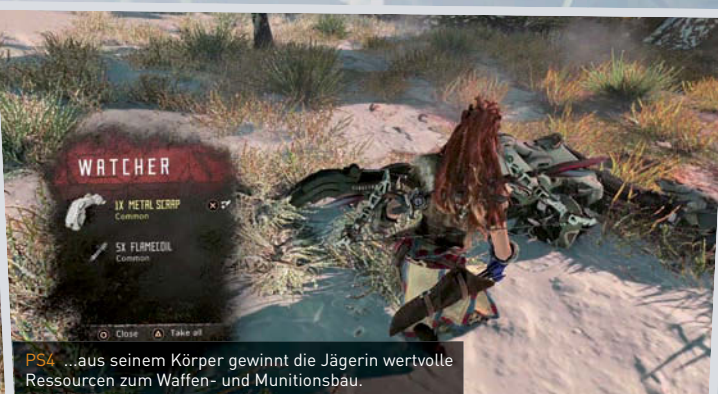 WATCHER
1X METAL SCRAP
Common
5X FLAMECOIL
Common
Close Take all
PS4 ...aus seinem Körper gewinnt die Jägerin wertvolle
Ressourcen zum Waffen- und Munitionsbau.